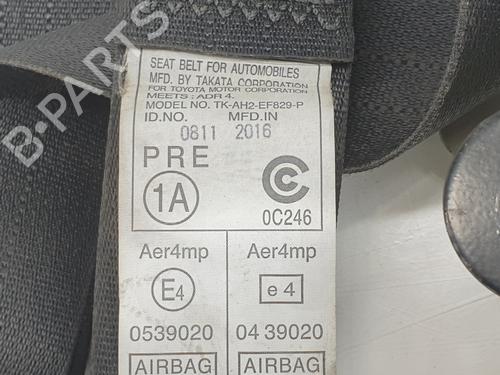 SEAT BELT FOR AUTOMOBILES
MFD. BY TAKATA CORPORATION
FOR TOYOTA MOTOR CORPORATION
MEETS : ADR 4.
MODEL NO. TK-AH2-EF829-P
ID.NO. MFD.IN
0811 2016
PRE
1A
C
0C246
Aer4mp Aer4mp
E4 e 4
0539020 04 39020
AIRBAG AIRBAG
B-PARTS